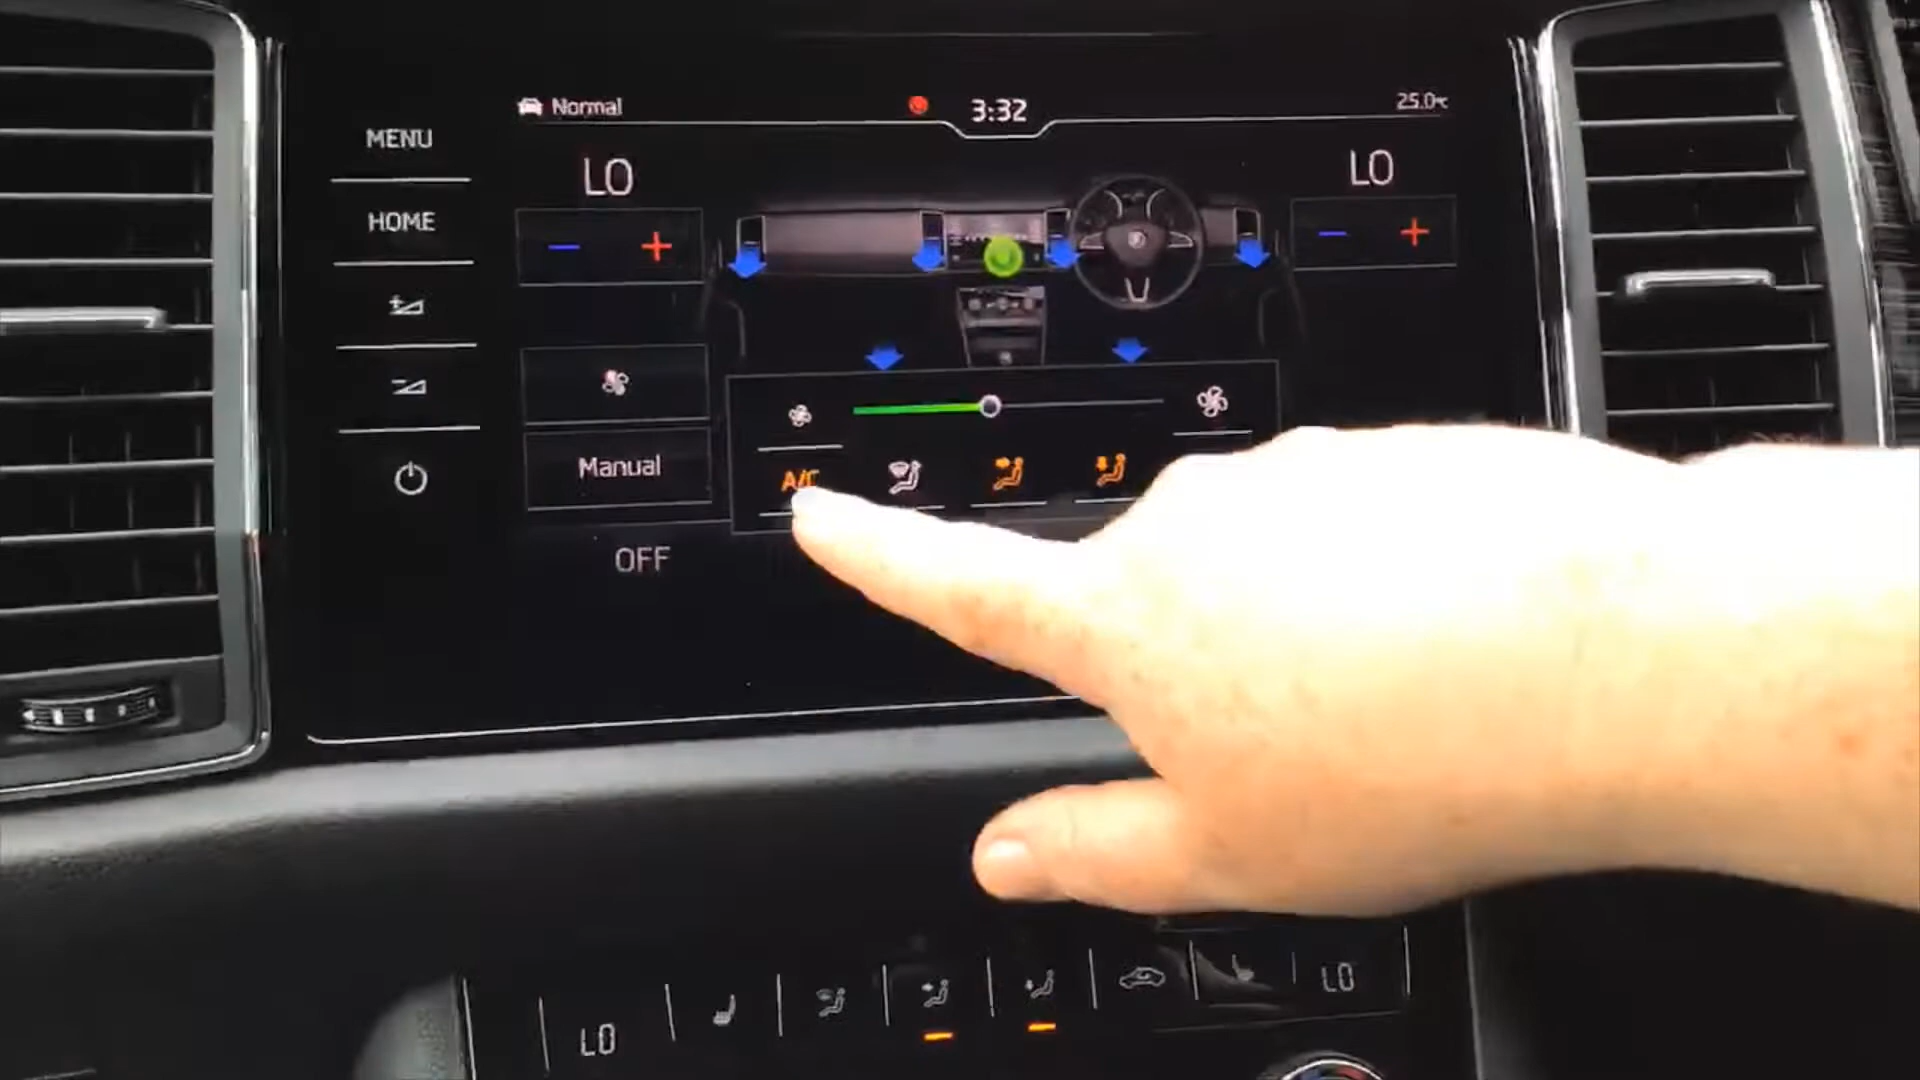 Normal
3:32
25.0℃
MENU
LO
LO
HOME
- +
- +
Manual
A/C
OFF
LO
LO